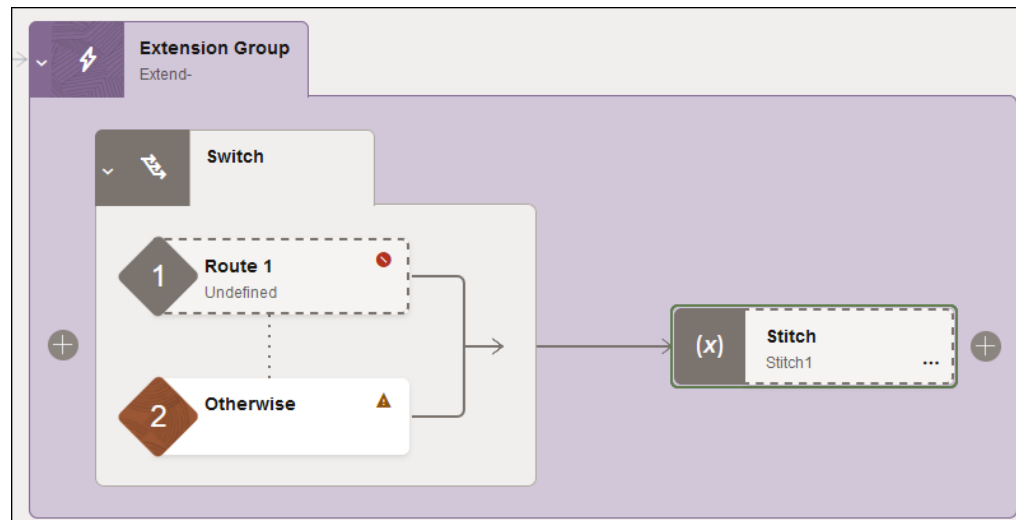 Extension Group
Extend-
Switch
1
Route 1
Undefined
2
Otherwise
(x)
Stitch
Stitch1
...